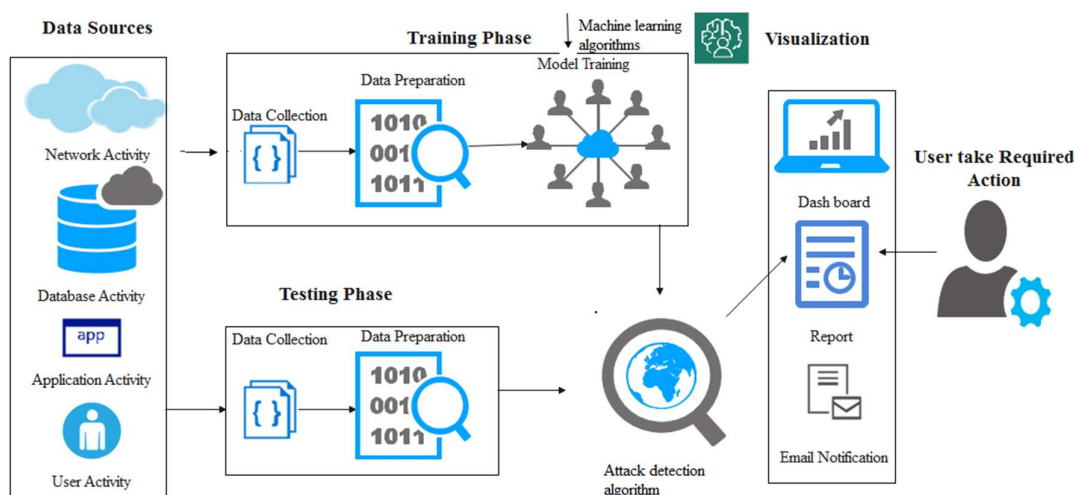 Data Sources
Network Activity
Database Activity
app
Application Activity
User Activity
Training Phase
Machine learning
algorithms
Model Training
Data Collection
{ }
Data Preparation
1010
001
1011
Testing Phase
Data Collection
{ }
Data Preparation
1010
001
1011
Attack detection
algorithm
Visualization
Dash board
Report
Email Notification
User take Required
Action